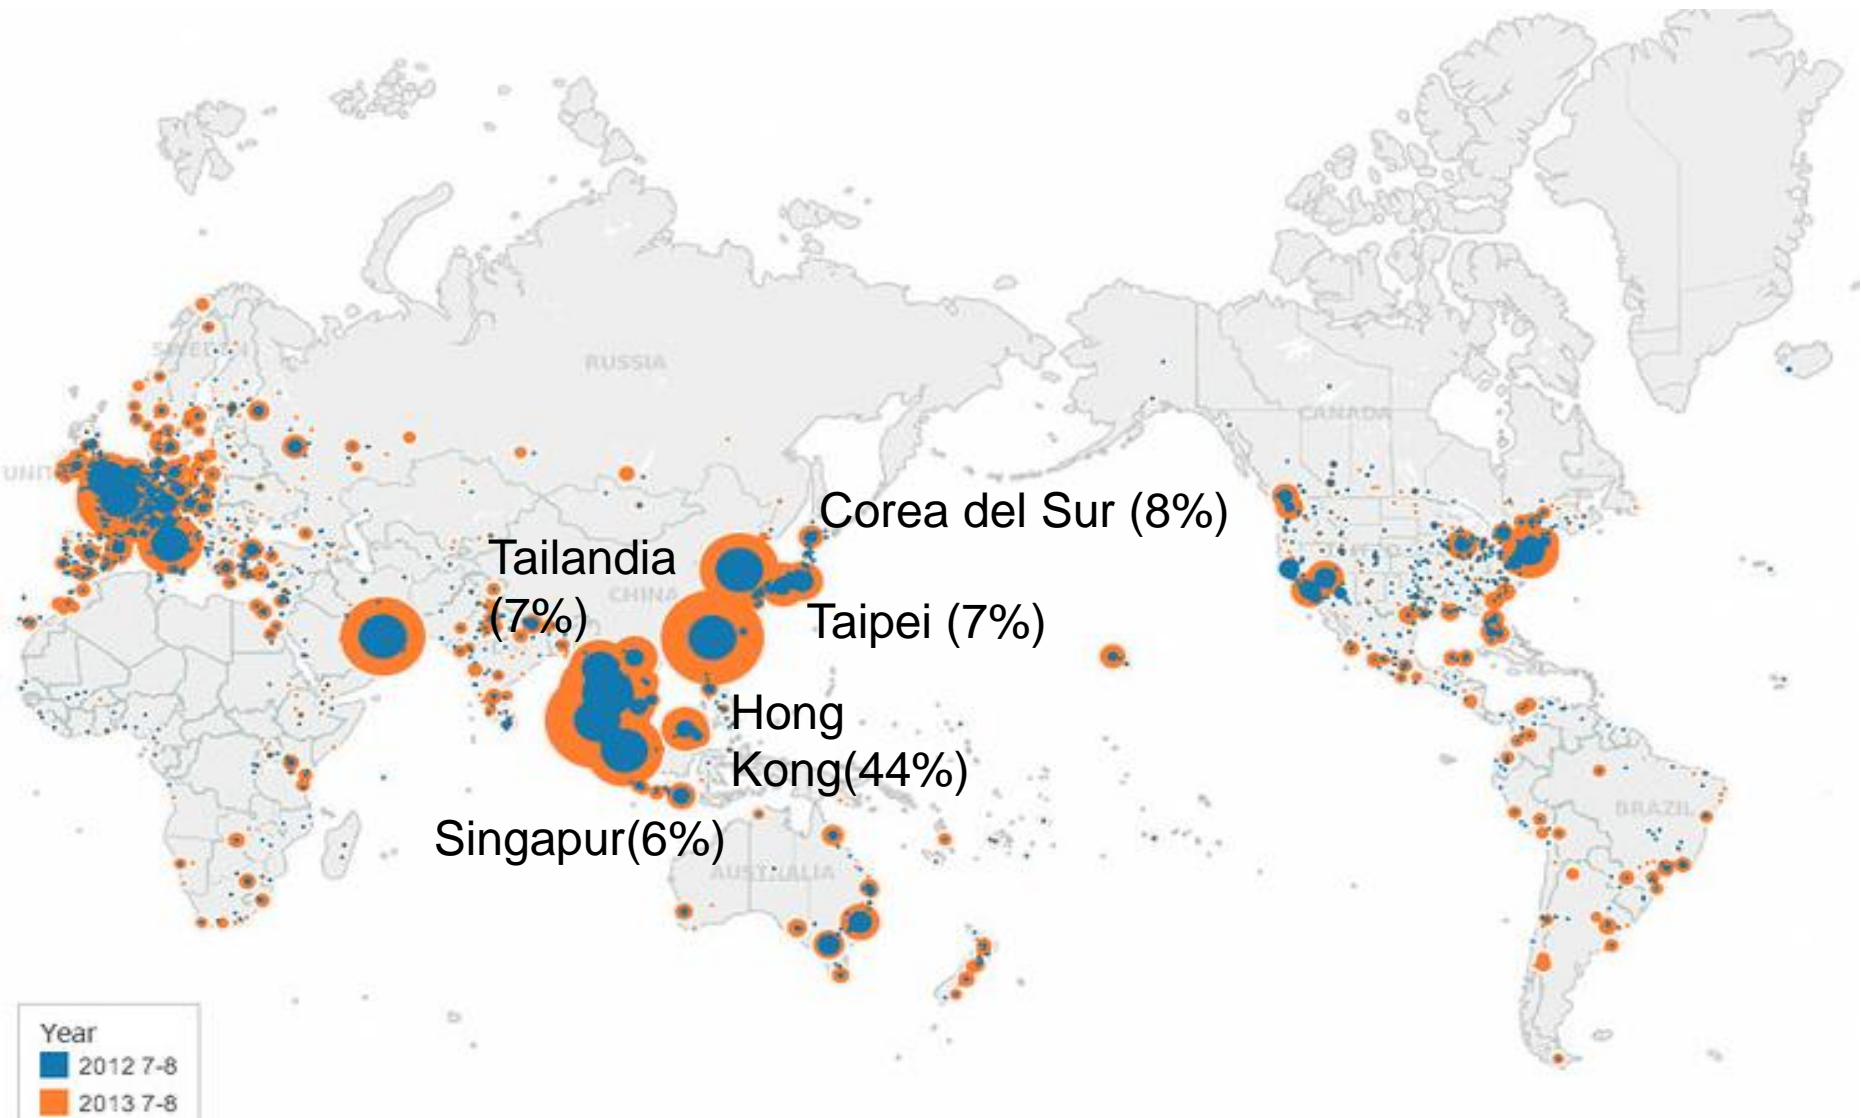 SWEDEN
RUSSIA
CANADA
Corea del Sur (8%)
Tailandia
(7%)
CHINA
Taipei (7%)
Hong
Kong(44%)
BRAZIL
Singapur(6%)
AUSTRALIA
Year
2012 7-8
2013 7-8